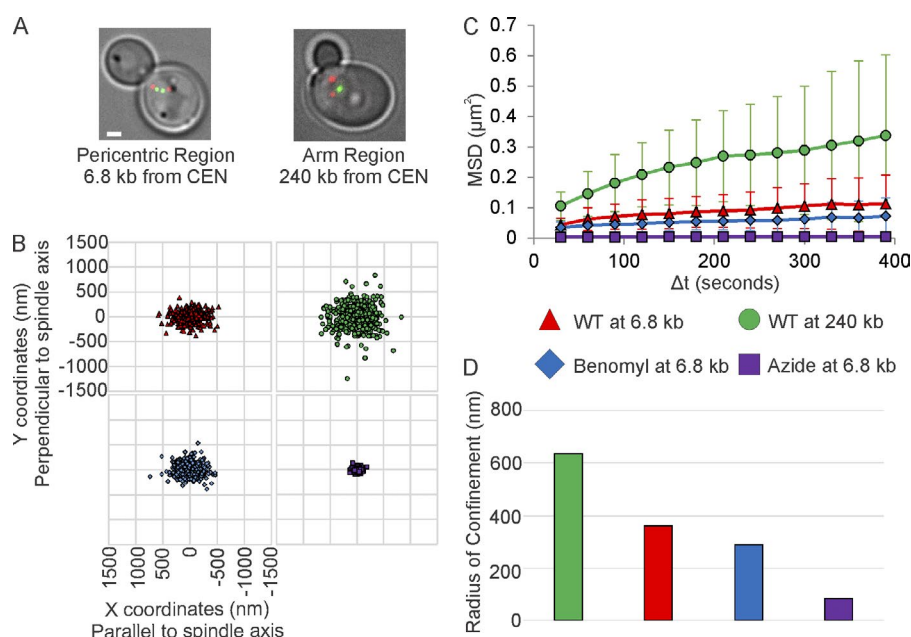 A
Pericentric Region
6.8 kb from CEN
Arm Region
240 kb from CEN
B
Y coordinates (nm)
Perpendicular to spindle axis
1500
1000
500
0
-500
-1000
-1500
1500
1000
500
0
-500
-1000
-1500
X coordinates (nm)
Parallel to spindle axis
C
MSD (μm²)
0.7
0.6
0.5
0.4
0.3
0.2
0.1
0
0 100 200 300 400
Δt (seconds)
WT at 6.8 kb WT at 240 kb
Benomyl at 6.8 kb Azide at 6.8 kb
D
Radius of Confinement (nm)
800
600
400
200
0